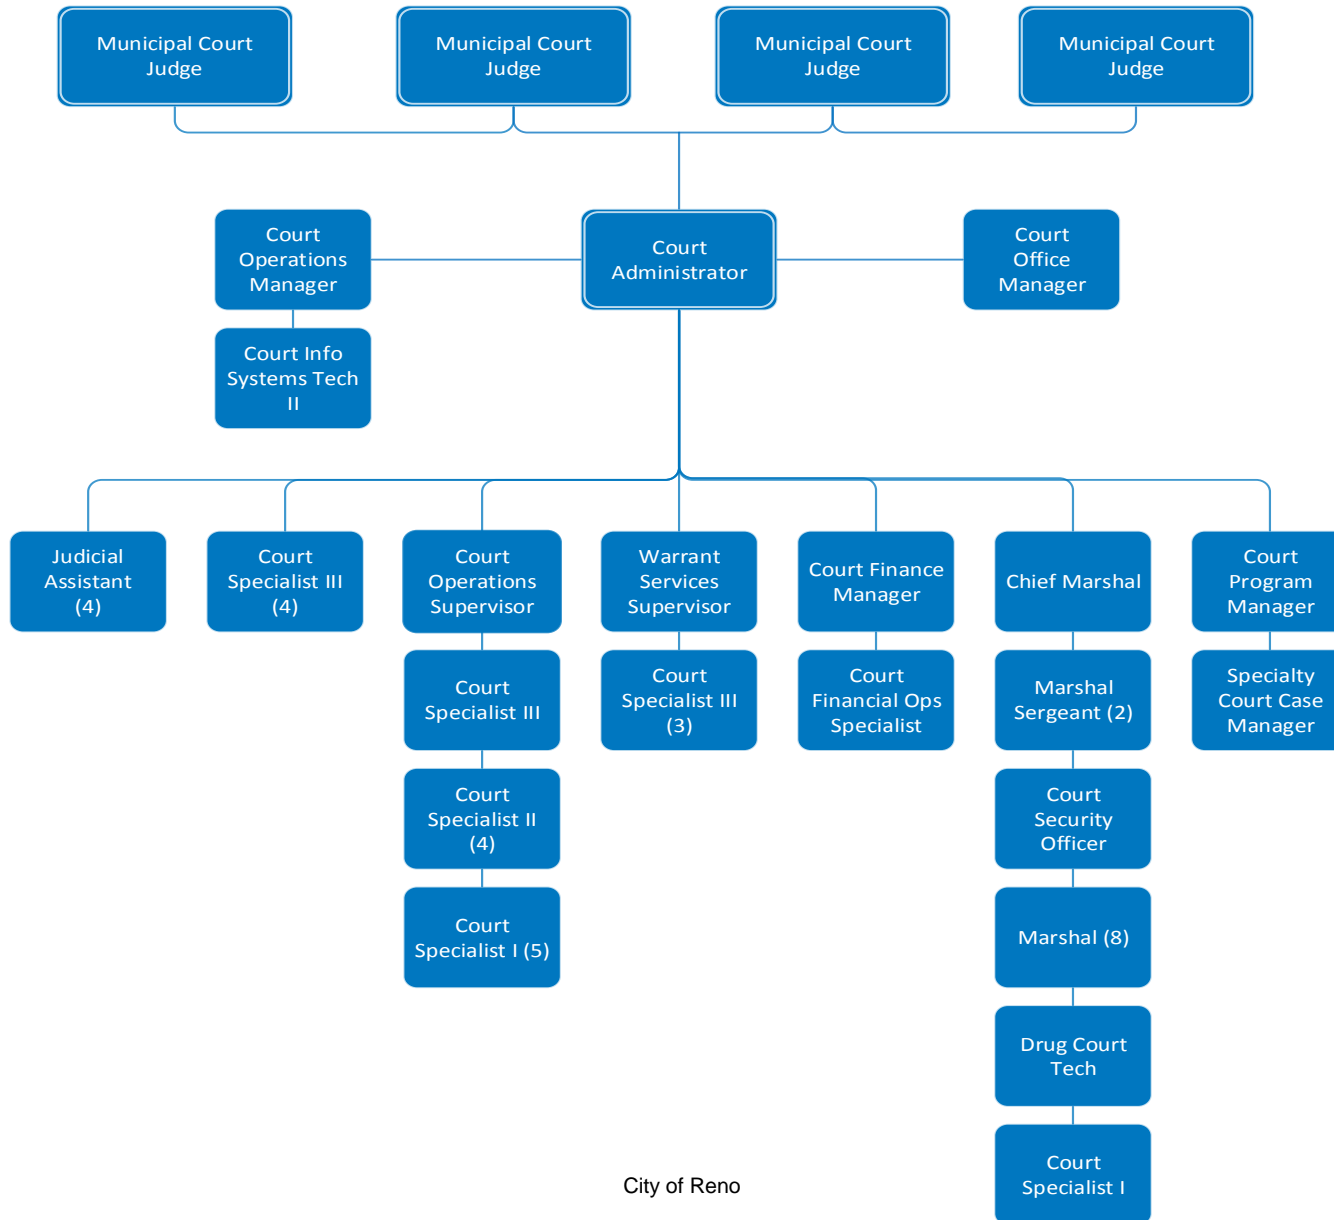 Municipal Court
Judge
Municipal Court
Judge
Municipal Court
Judge
Municipal Court
Judge
Court
Operations
Manager
Court
Administrator
Court
Office
Manager
Court Info
Systems Tech
II
Judicial
Assistant
(4)
Court
Specialist III
(4)
Court
Operations
Supervisor
Warrant
Services
Supervisor
Court Finance
Manager
Chief Marshal
Court
Program
Manager
Court
Specialist III
Court
Specialist III
(3)
Court
Financial Ops
Specialist
Marshal
Sergeant (2)
Specialty
Court Case
Manager
Court
Specialist II
(4)
Court
Security
Officer
Court
Specialist I (5)
Marshal (8)
Drug Court
Tech
Court
Specialist I
City of Reno